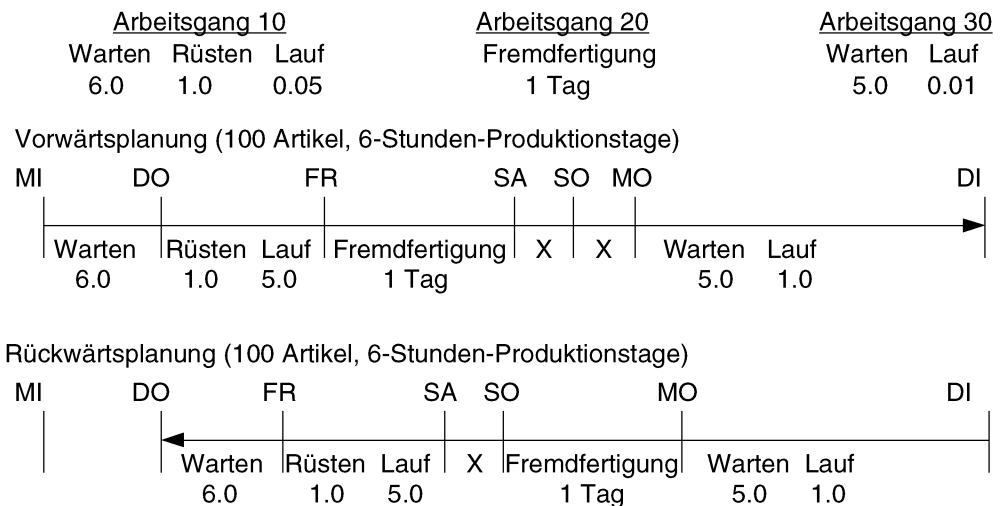 Arbeitsgang 10 Arbeitsgang 20 Arbeitsgang 30
Warten Rüsten Lauf Fremdfertigung Warten Lauf
6.0 1.0 0.05 1 Tag 5.0 0.01
Vorwärtsplanung (100 Artikel, 6-Stunden-Produktionstage)
MI DO FR SA SO MO DI
Warten Rüsten Lauf Fremdfertigung X X Warten Lauf
6.0 1.0 5.0 1 Tag 5.0 1.0
Rückwärtsplanung (100 Artikel, 6-Stunden-Produktionstage)
MI DO FR SA SO MO DI
Warten Rüsten Lauf X Fremdfertigung Warten Lauf
6.0 1.0 5.0 1 Tag 5.0 1.0